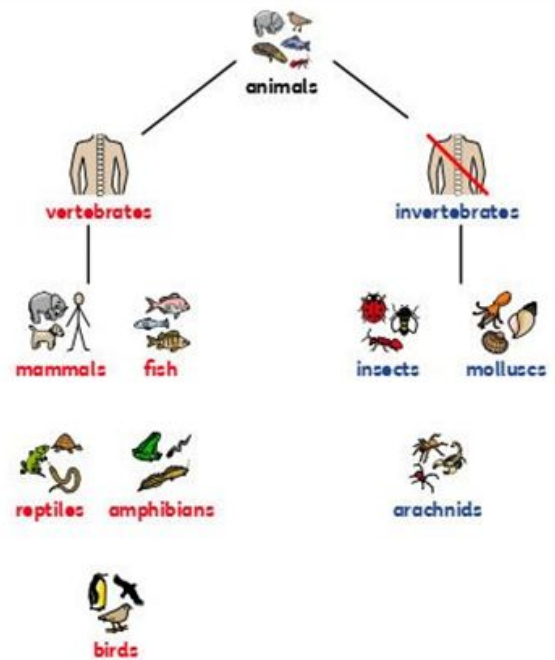 animals
vertebrates invertebrates
mammals fish insects molluscs
reptiles amphibians arachnids
birds